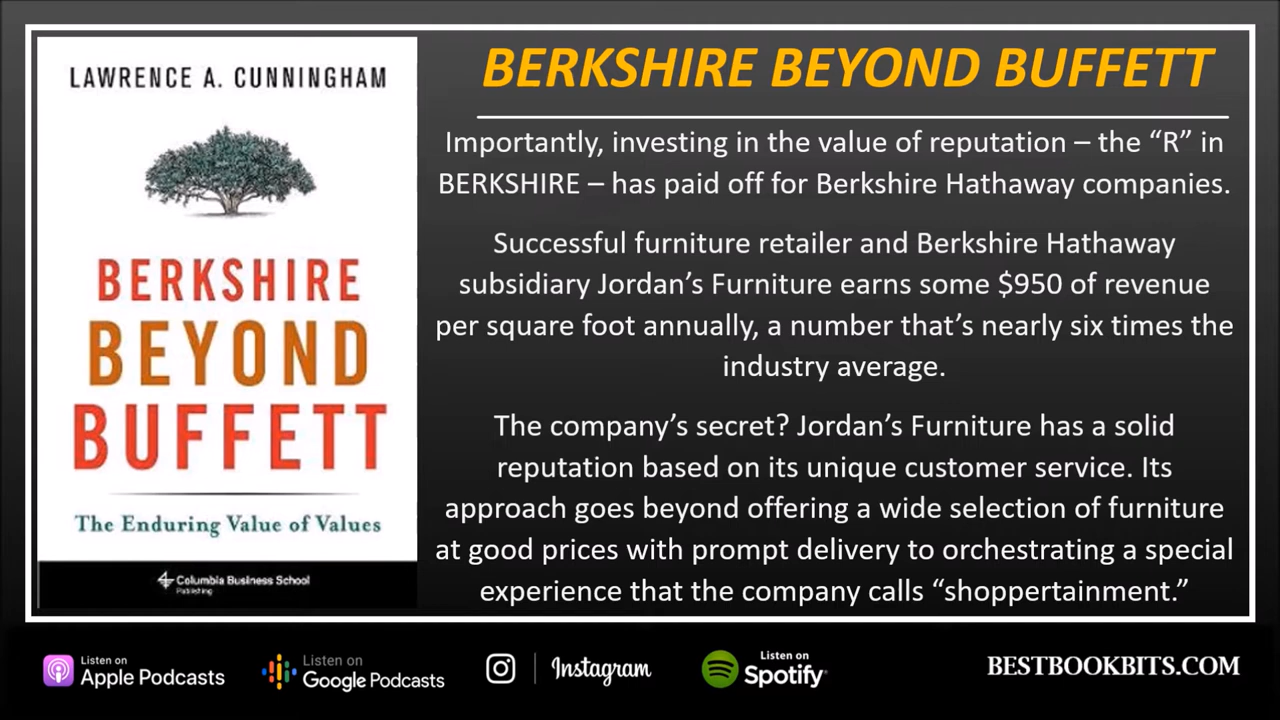 LAWRENCE A. CUNNINGHAM
BERKSHIRE
BEYOND
BUFFETT
The Enduring Value of Values
Columbia Business School
Publishing
BERKSHIRE BEYOND BUFFETT
Importantly, investing in the value of reputation – the “R” in
BERKSHIRE – has paid off for Berkshire Hathaway companies.
Successful furniture retailer and Berkshire Hathaway
subsidiary Jordan’s Furniture earns some $950 of revenue
per square foot annually, a number that’s nearly six times the
industry average.
The company’s secret? Jordan’s Furniture has a solid
reputation based on its unique customer service. Its
approach goes beyond offering a wide selection of furniture
at good prices with prompt delivery to orchestrating a special
experience that the company calls “shoppertainment.”
Listen on
Apple Podcasts
Listen on
Google Podcasts
Instagram
Listen on
Spotify
BESTBOOKBITS.COM